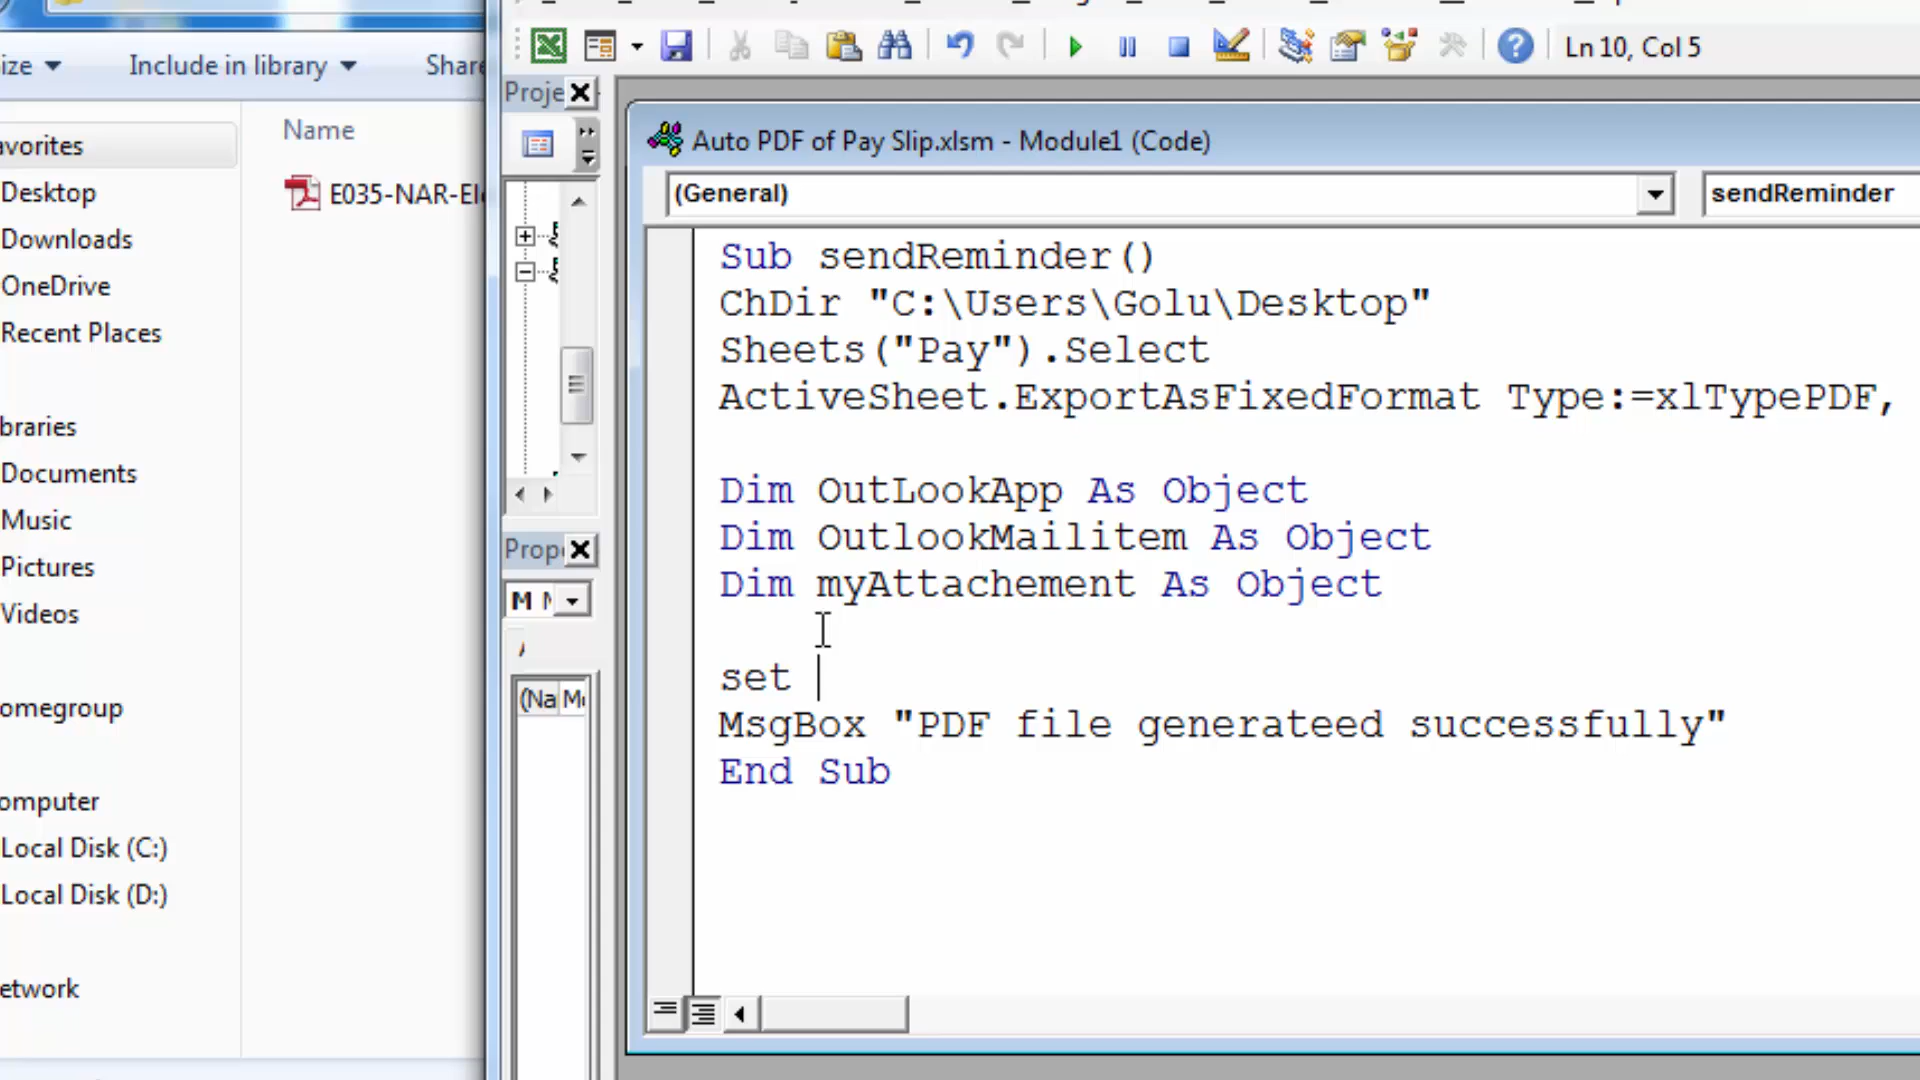 ize
Include in library
Share
Ln 10, Col 5
Proje
Name
Auto PDF of Pay Slip.xlsm - Module1 (Code)
avorites
Desktop
E035-NAR-Ele
(General)
sendReminder
Downloads
OneDrive
Recent Places
braries
Documents
Music
Pictures
Videos
omegroup
omputer
Local Disk (C:)
Local Disk (D:)
etwork
Prope
M
(Na
Sub sendReminder()
ChDir "C:\Users\Golu\Desktop"
Sheets("Pay").Select
ActiveSheet.ExportAsFixedFormat Type:=xlTypePDF,
Dim OutLookApp As Object
Dim OutlookMailitem As Object
Dim myAttachement As Object
set
MsgBox "PDF file generateed successfully"
End Sub